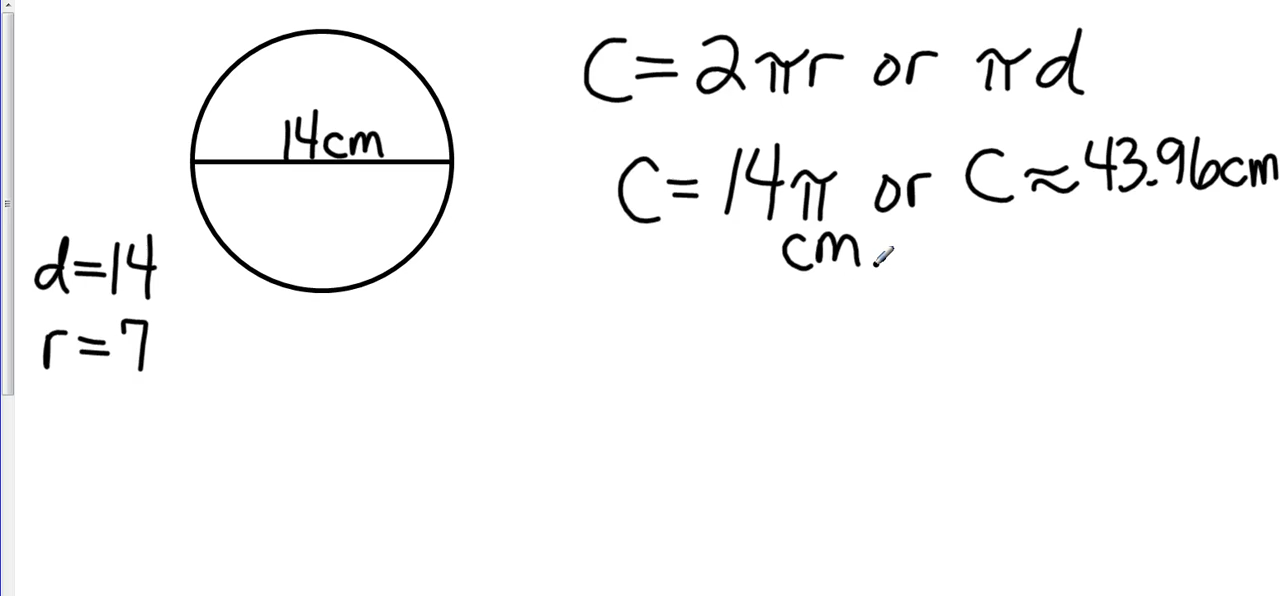 14cm
d=14
r=7
C=2πr or πd
C=14π or C≈43.96cm
cm